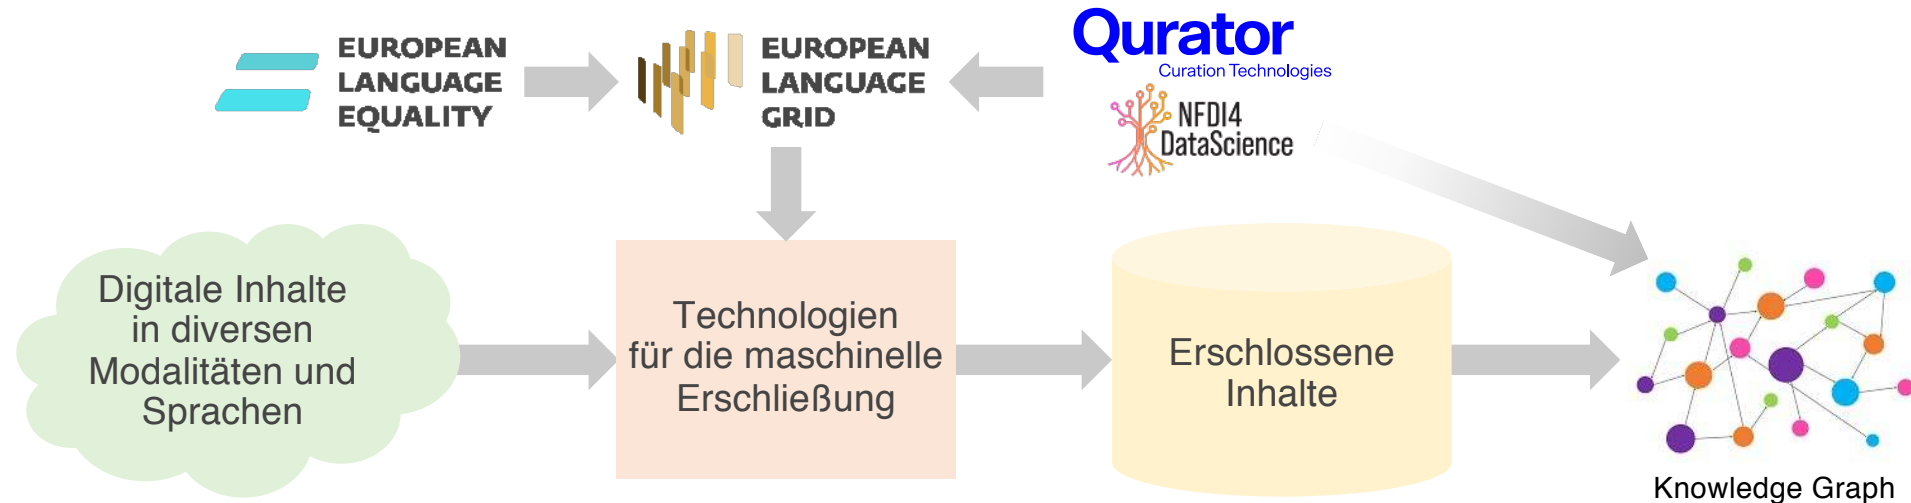 EUROPEAN
LANGUAGE
EQUALITY
EUROPEAN
LANGUAGE
GRID
Qurator
Curation Technologies
NFDI4
DataScience
Digitale Inhalte
in diversen
Modalitäten und
Sprachen
Technologien
für die maschinelle
Erschließung
Erschlossene
Inhalte
Knowledge Graph